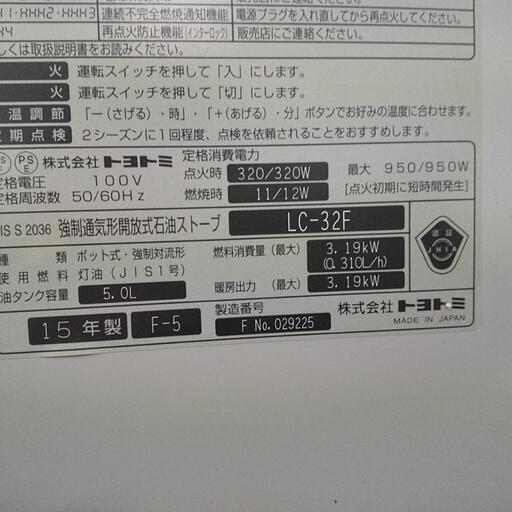 H1・HHH2・HHH3 連続不完全燃焼通知機能 電源プラグを入れ直してから再点火してください。
H4 再点火防止機能(インターロック) 販売店にご連絡ください。
しくは取扱説明書をお読みください。
火 運転スイッチを押して「入」にします。
火 運転スイッチを押して「切」にします。
温調節 「－(さげる)・時」・「＋(あげる)・分」ボタンでお好みの温度に合わせます。
期点検 2シーズンに1回程度、点検を依頼されることをおすすめします。
PSE 株式会社トヨトミ 定格消費電力
定格電圧 100V 点火時 320/320W 最大 950/950W
定格周波数 50/60Hz 燃焼時 11/12W [点火初期に短時間発生]
JIS S 2036 強制通気形開放式石油ストーブ LC-32F
種類 ポット式・強制対流形 燃料消費量(最大) 3.19kW
(0.310L/h)
使用燃料 灯油(JIS1号)
油タンク容量 5.0L 暖房出力(最大) 3.19kW
認証 JHIA
15年製 F-5 製造番号 F No.029225 株式会社トヨトミ
MADE IN JAPAN